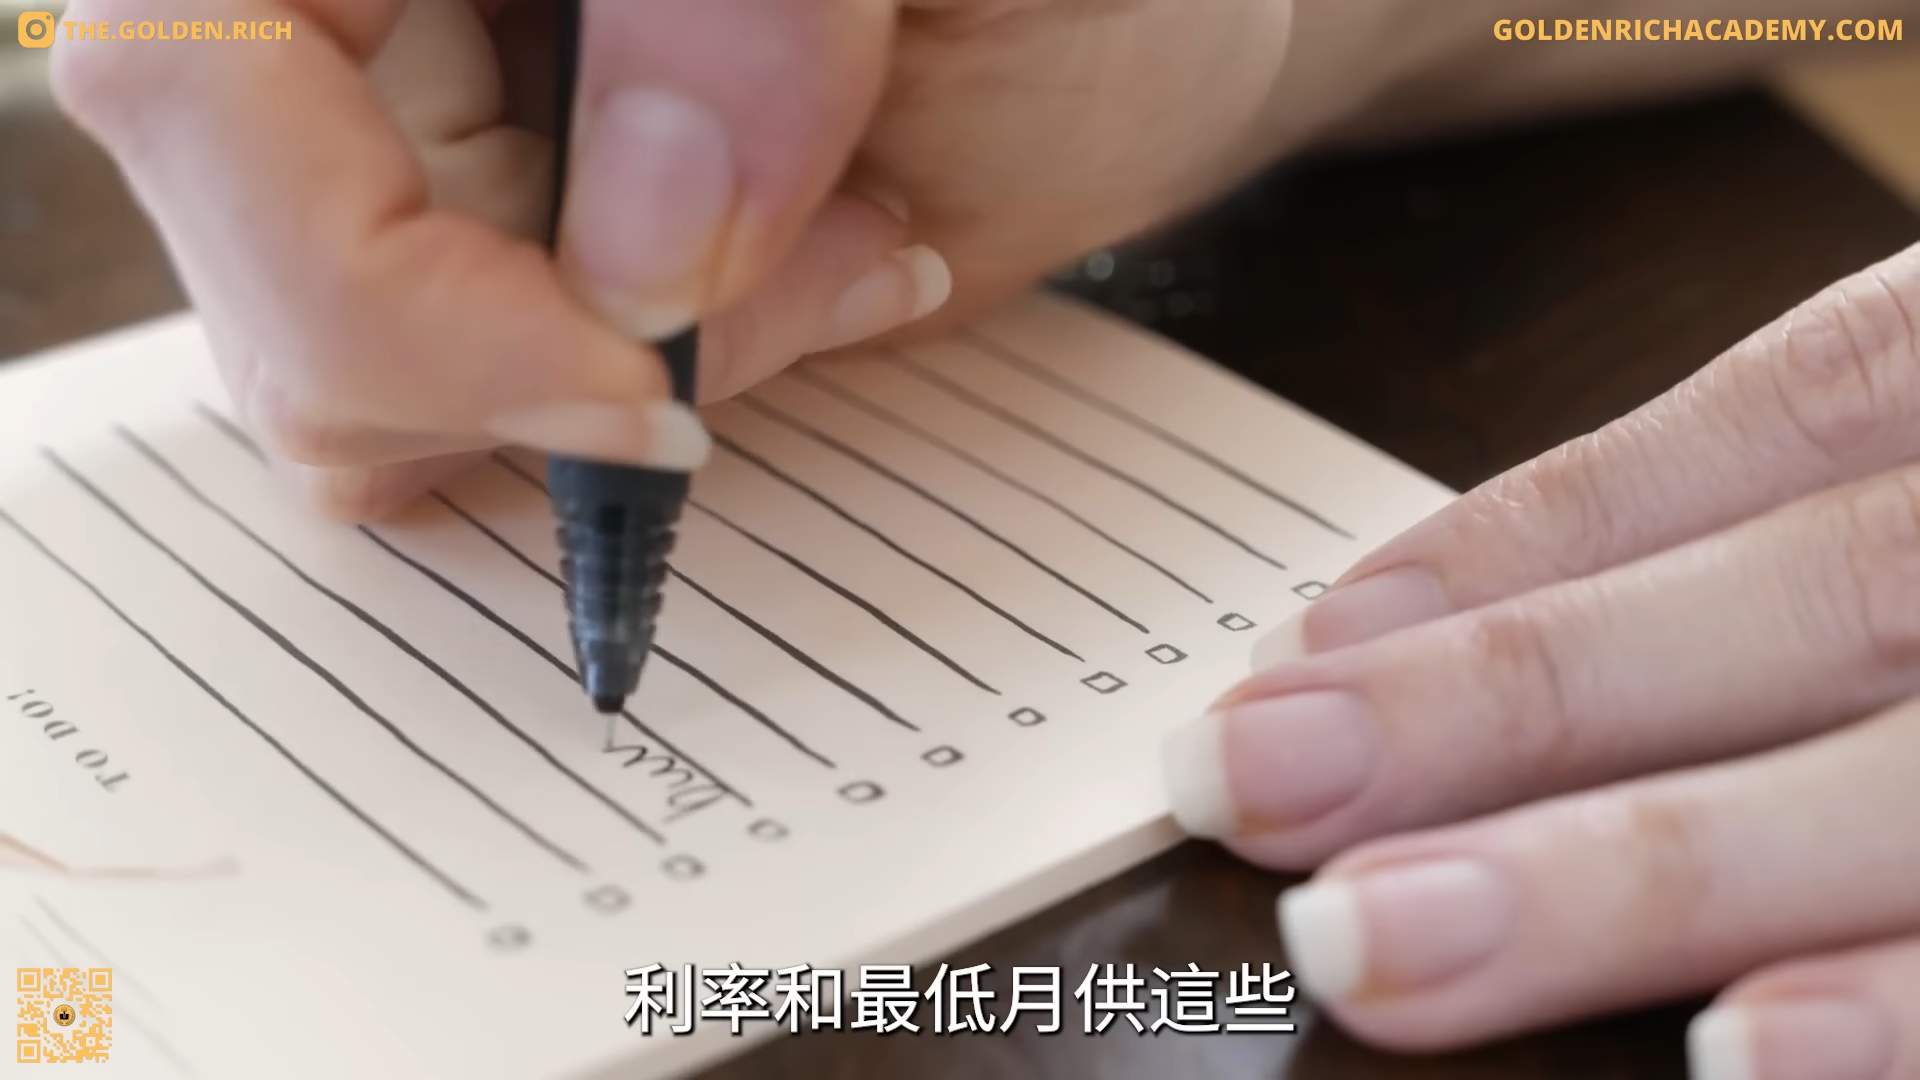 THE.GOLDEN.RICH
GOLDENRICHACADEMY.COM
TO DO!
利率和最低月供這些